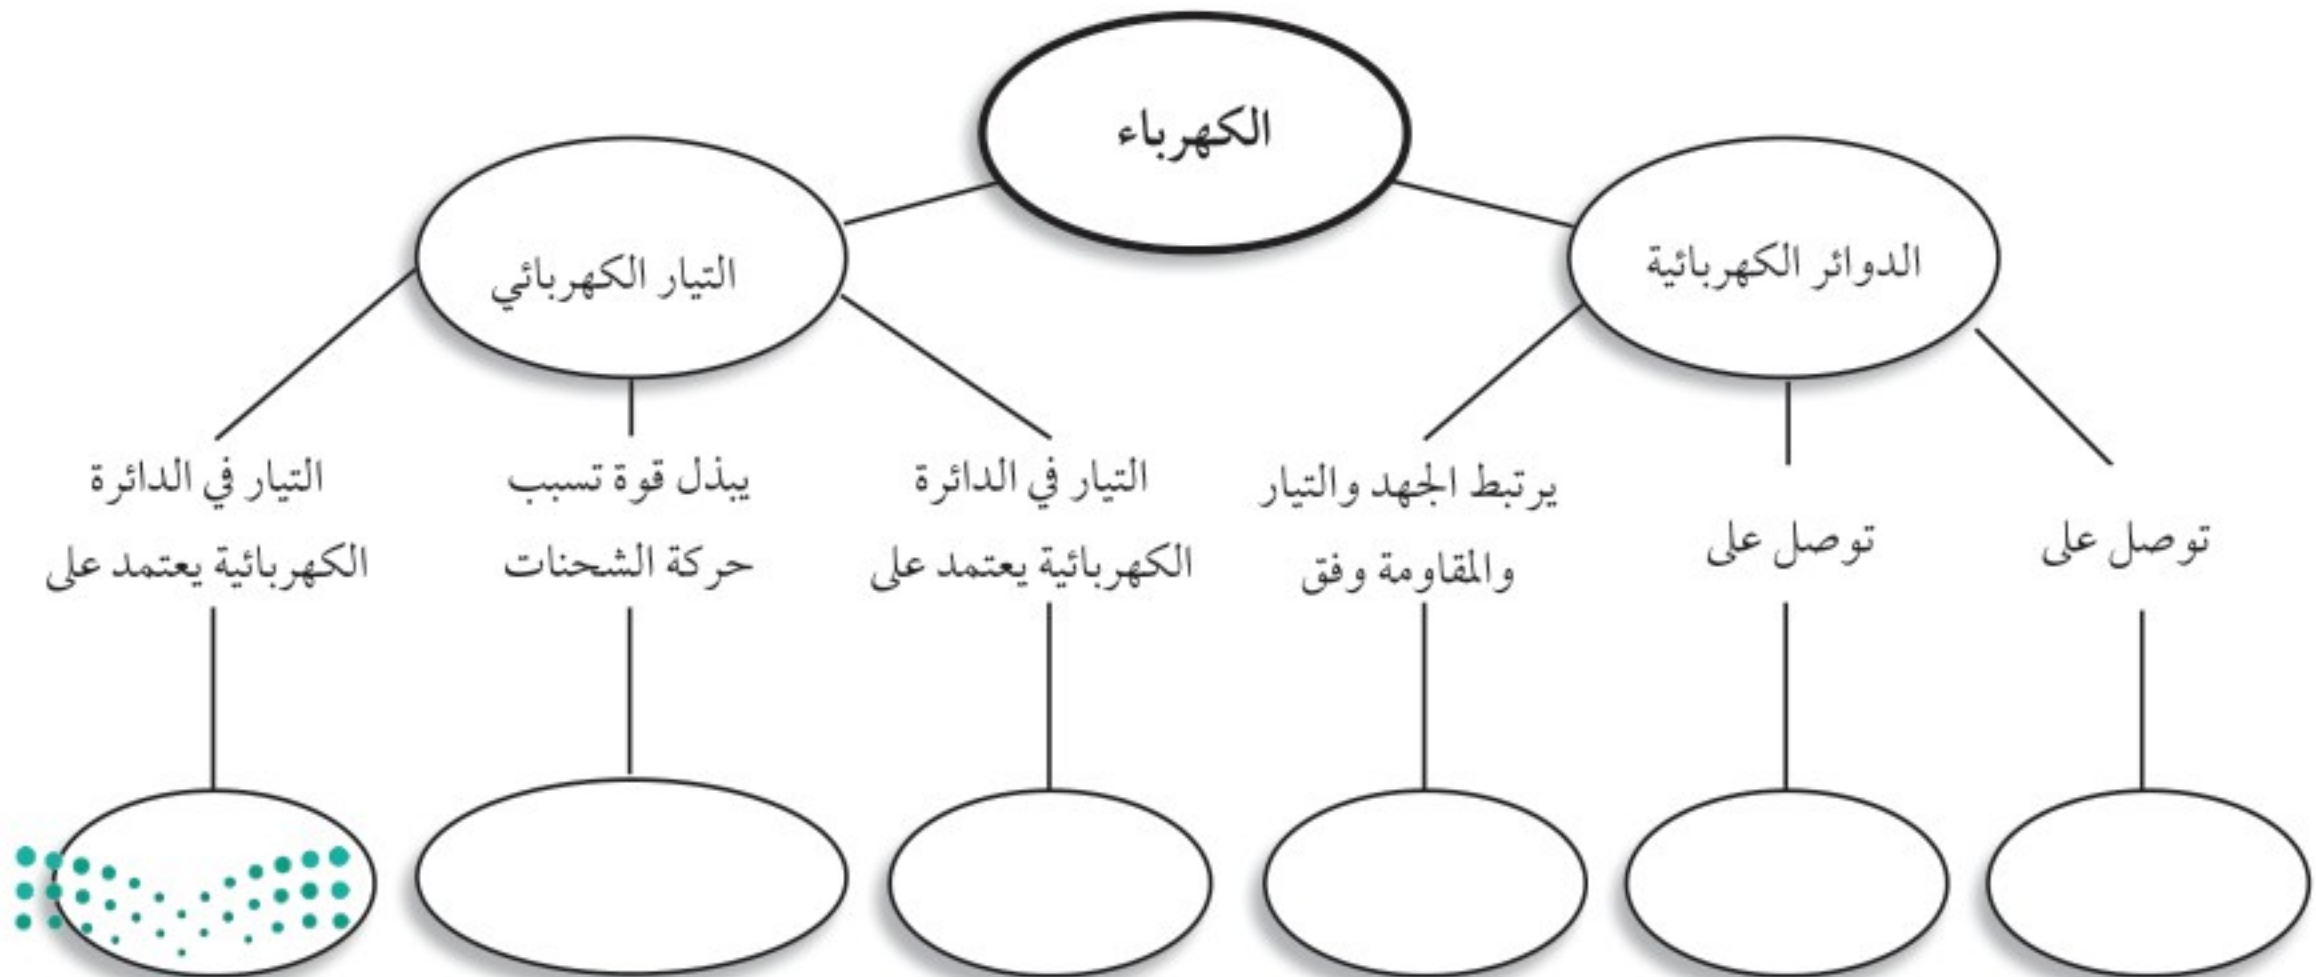 الكهرباء
الدوائر الكهربائية
التيار الكهربائي
توصل على
توصل على
يرتبط الجهد والتيار
والمقاومة وفق
التيار في الدائرة
الكهربائية يعتمد على
يبذل قوة تسبب
حركة الشحنات
التيار في الدائرة
الكهربائية يعتمد على